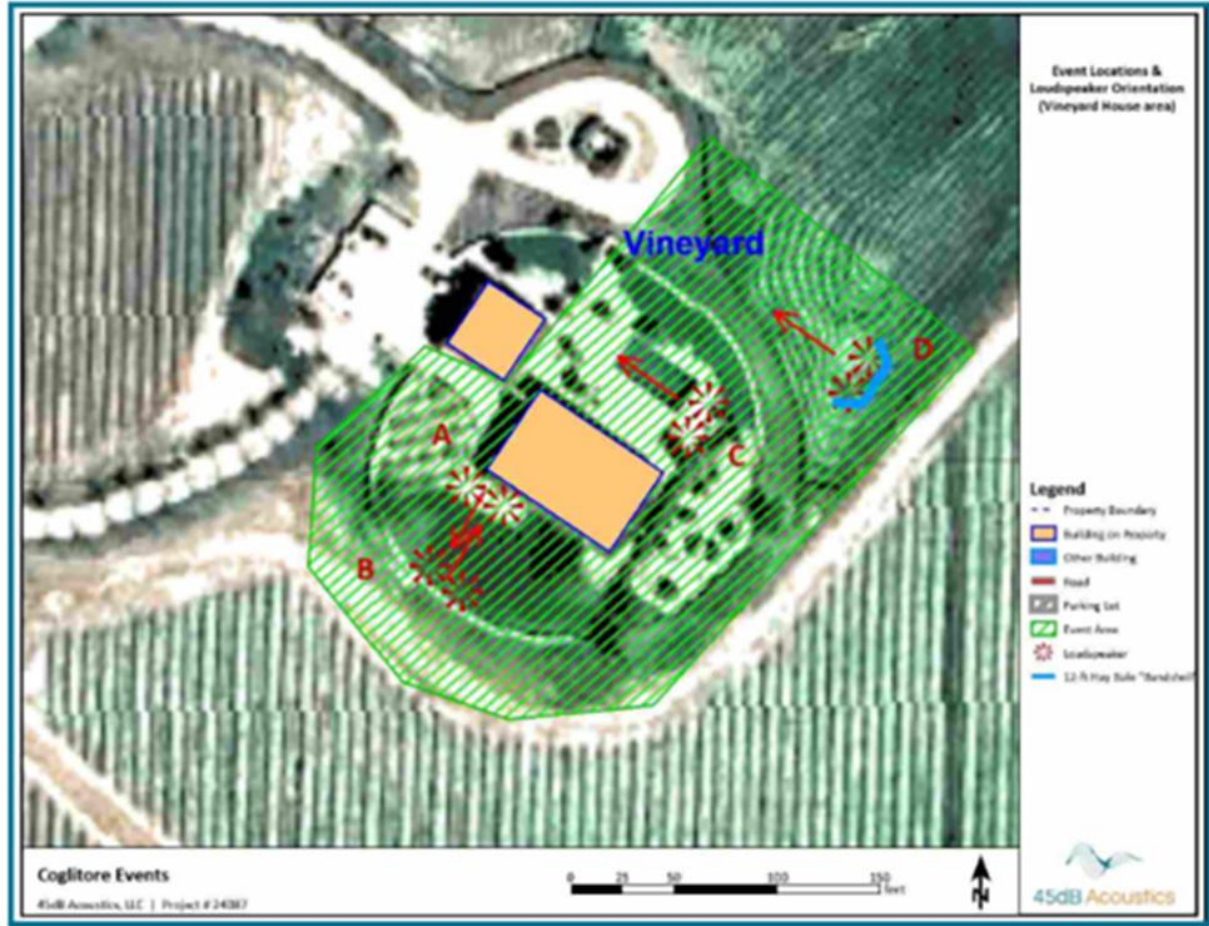 Event Locations &
Loudspeaker Orientation
(Vineyard House area)
Vineyard
D
A
C
B
Legend
Property Boundary
Building on Property
Other Building
Road
Parking Lot
Event Area
Loudspeaker
12-ft Hay Bale "Bandshell"
Coglitore Events
45dB Acoustics, LLC | Project #
0 25 50 100 150
feet
N
45dB Acoustics